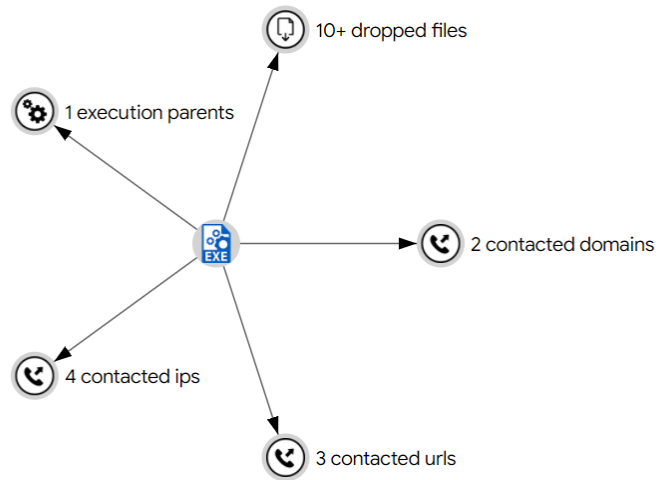 10+ dropped files
1 execution parents
EXE
2 contacted domains
4 contacted ips
3 contacted urls